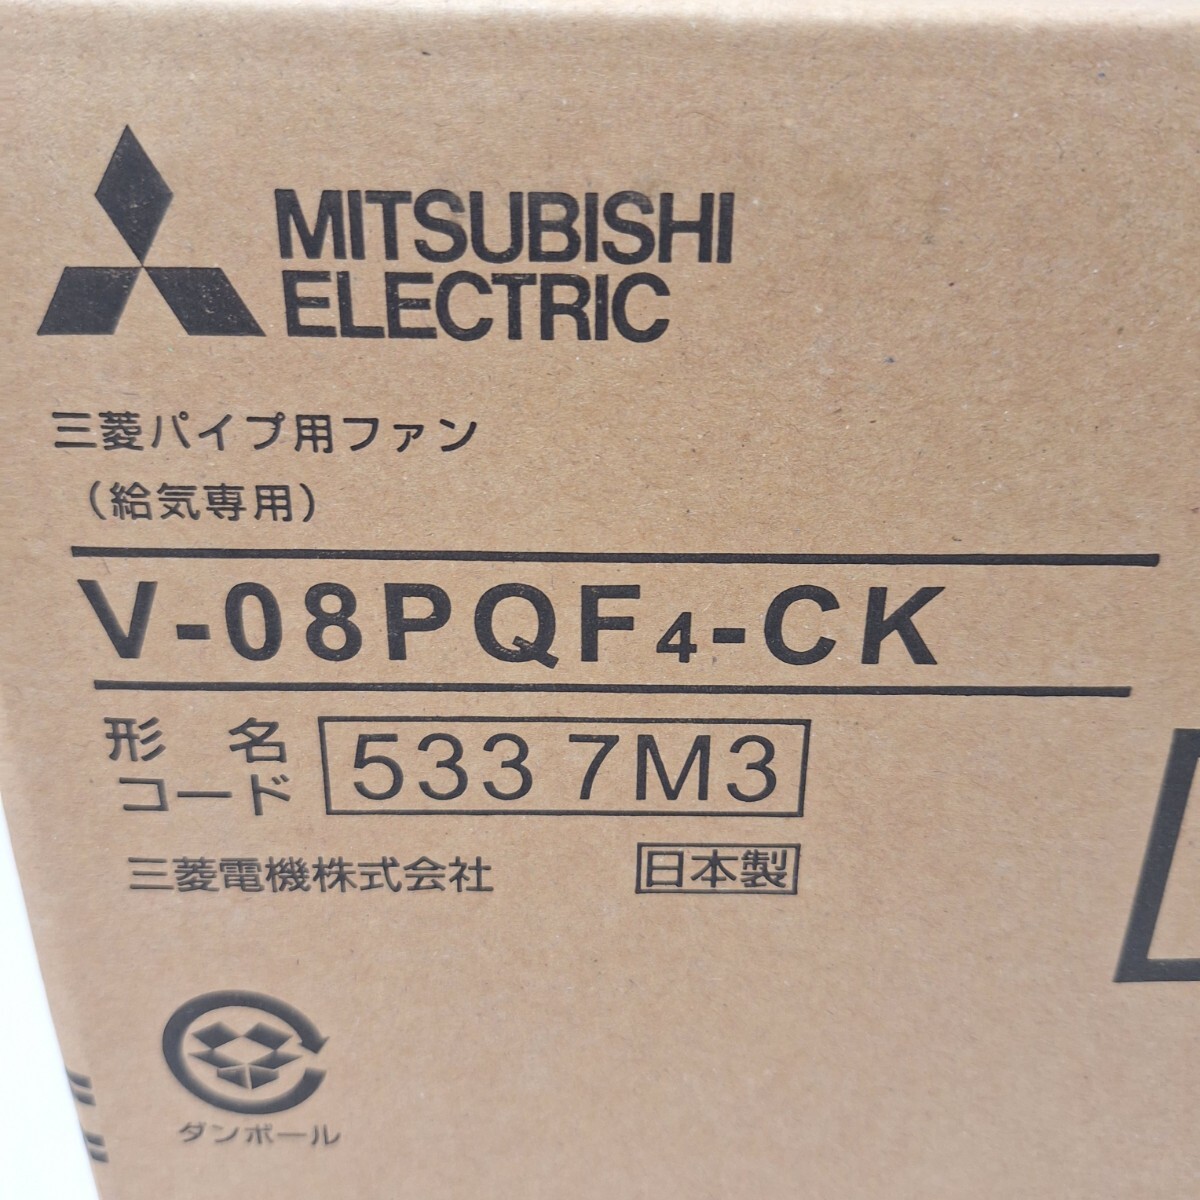 MITSUBISHI
ELECTRIC
三菱パイプ用ファン
（給気専用）
V-08PQF4-CK
形名
コード 533 7M3
三菱電機株式会社 日本製
ダンボール